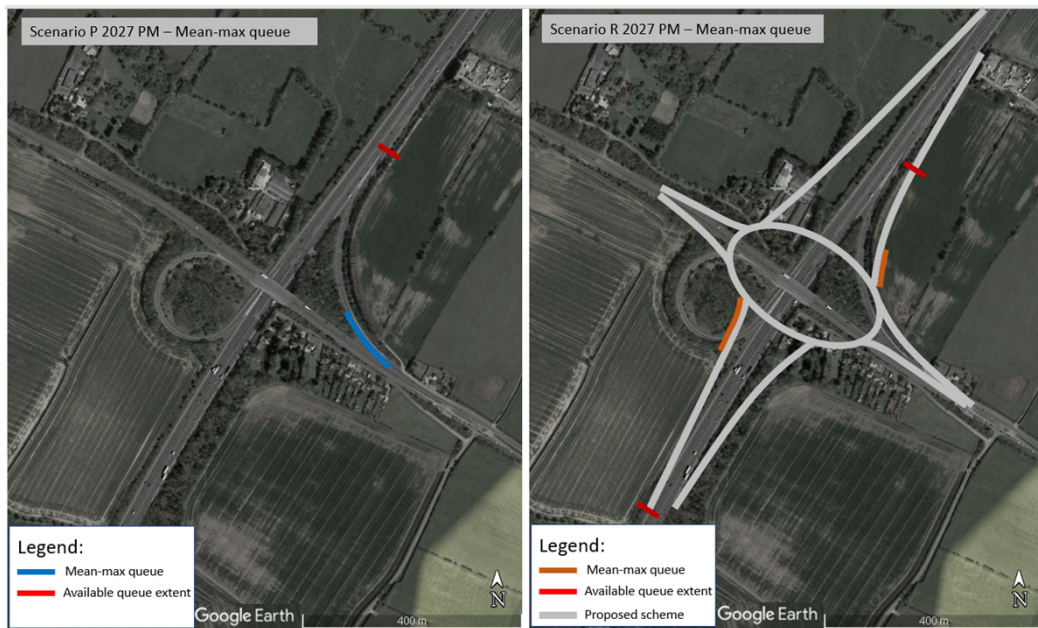 Scenario P 2027 PM – Mean-max queue
Legend:
Mean-max queue
Available queue extent
Google Earth
400 m
N
Scenario R 2027 PM – Mean-max queue
Legend:
Mean-max queue
Available queue extent
Proposed scheme
Google Earth
400 m
N